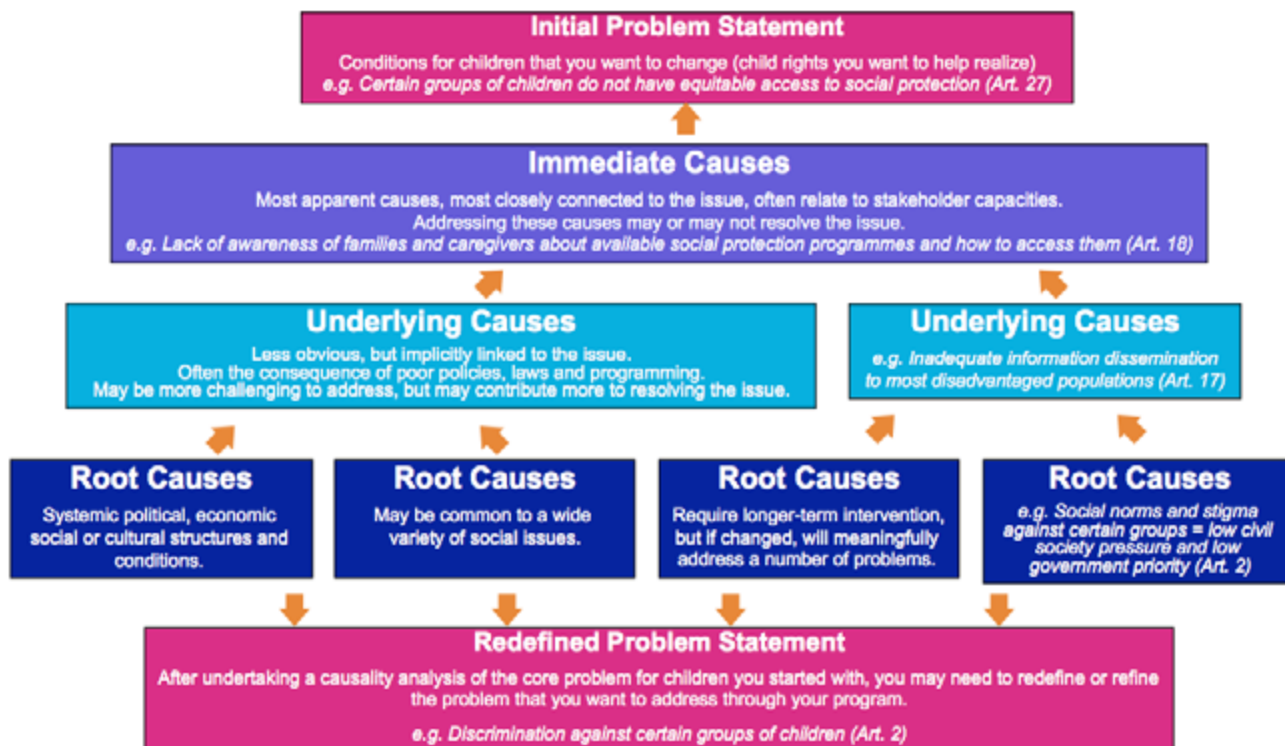 Initial Problem Statement
Conditions for children that you want to change (child rights you want to help realize)
e.g. Certain groups of children do not have equitable access to social protection (Art. 27)
Immediate Causes
Most apparent causes, most closely connected to the issue, often relate to stakeholder capacities.
Addressing these causes may or may not resolve the issue.
e.g. Lack of awareness of families and caregivers about available social protection programmes and how to access them (Art. 18)
Underlying Causes
Less obvious, but implicitly linked to the issue.
Often the consequence of poor policies, laws and programming.
May be more challenging to address, but may contribute more to resolving the issue.
Underlying Causes
e.g. Inadequate information dissemination
to most disadvantaged populations (Art. 17)
Root Causes
Systemic political, economic
social or cultural structures and
conditions.
Root Causes
May be common to a wide
variety of social issues.
Root Causes
Require longer-term intervention,
but if changed, will meaningfully
address a number of problems.
Root Causes
e.g. Social norms and stigma
against certain groups = low civil
society pressure and low
government priority (Art. 2)
Redefined Problem Statement
After undertaking a causality analysis of the core problem for children you started with, you may need to redefine or refine
the problem that you want to address through your program.
e.g. Discrimination against certain groups of children (Art. 2)